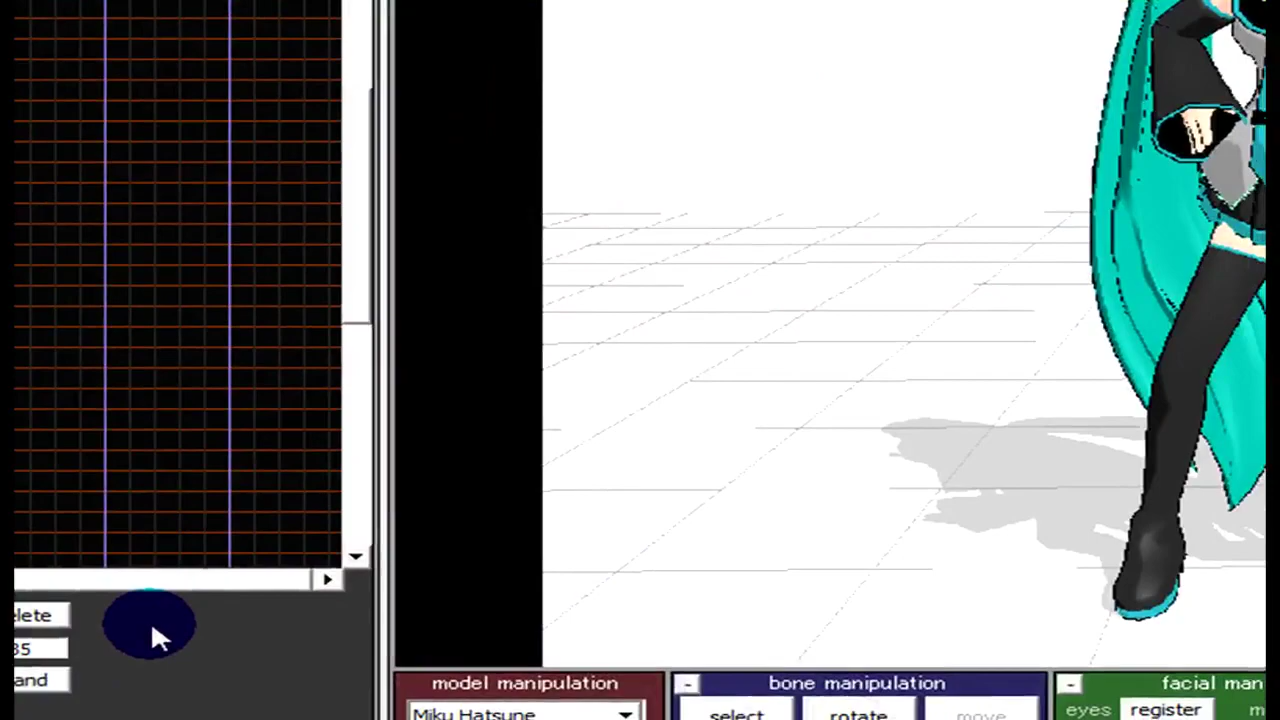 elete
35
and
model manipulation
Miku Hatsune
- bone manipulation
select rotate move
- facial man
eyes register m